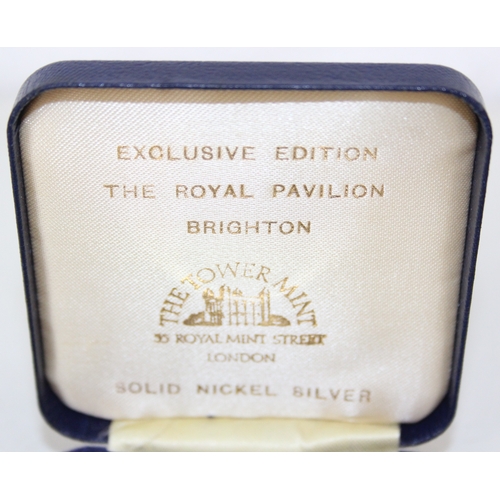 EXCLUSIVE EDITION
THE ROYAL PAVILION
BRIGHTON
THE TOWER MINT
35 ROYAL MINT STREET
LONDON
SOLID NICKEL SILVER